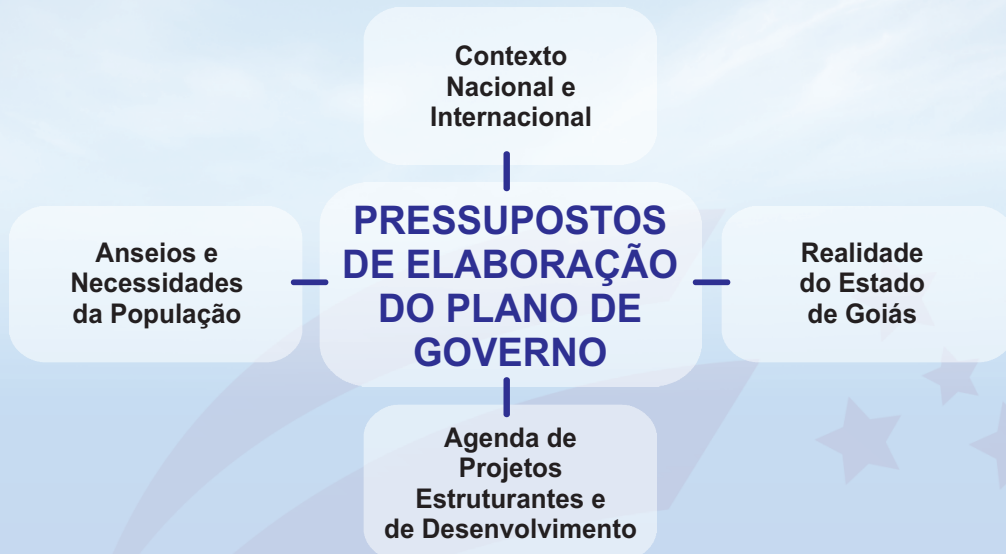 Contexto
Nacional e
Internacional
PRESSUPOSTOS
DE ELABORAÇÃO
DO PLANO DE
GOVERNO
Anseios e
Necessidades
da População
Realidade
do Estado
de Goiás
Agenda de
Projetos
Estruturantes e
de Desenvolvimento